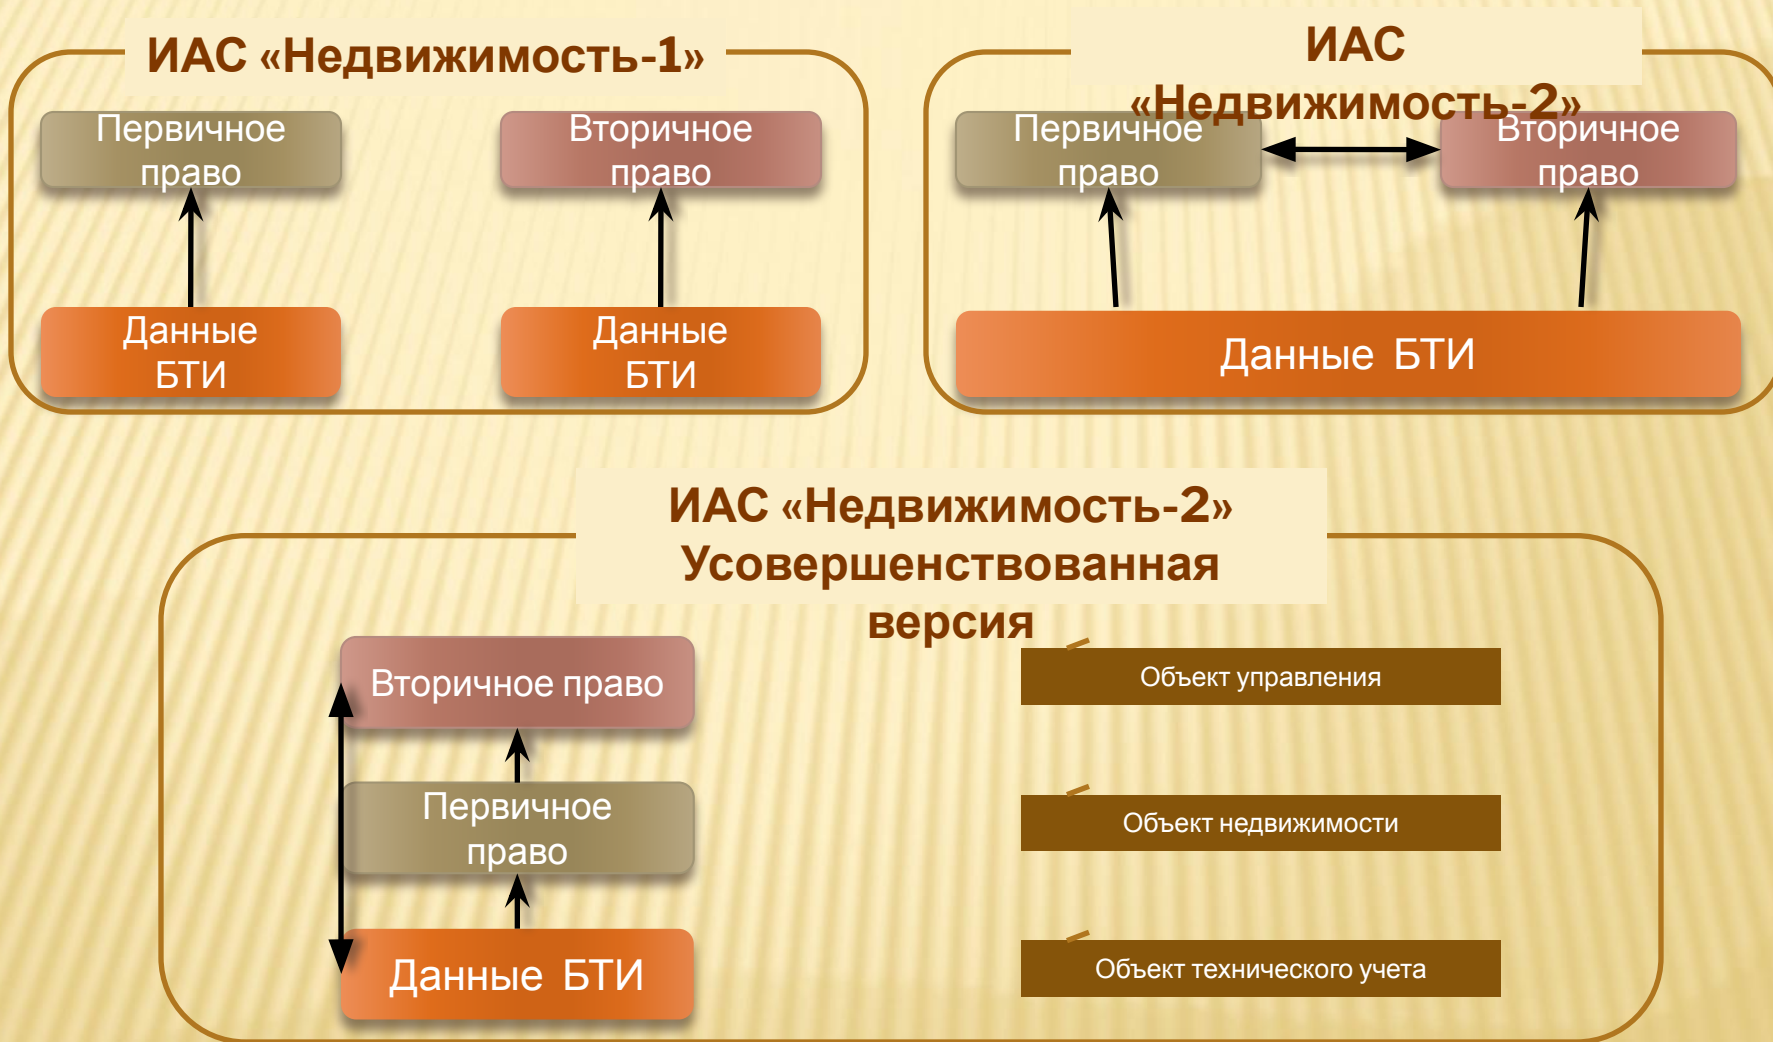 ИАС «Недвижимость-1»
Первичное
право
Вторичное
право
Данные
БТИ
Данные
БТИ
ИАС
«Недвижимость-2»
Первичное
право
Вторичное
право
Данные БТИ
ИАС «Недвижимость-2»
Усовершенствованная
версия
Вторичное право
Объект управления
Первичное
право
Объект недвижимости
Данные БТИ
Объект технического учета